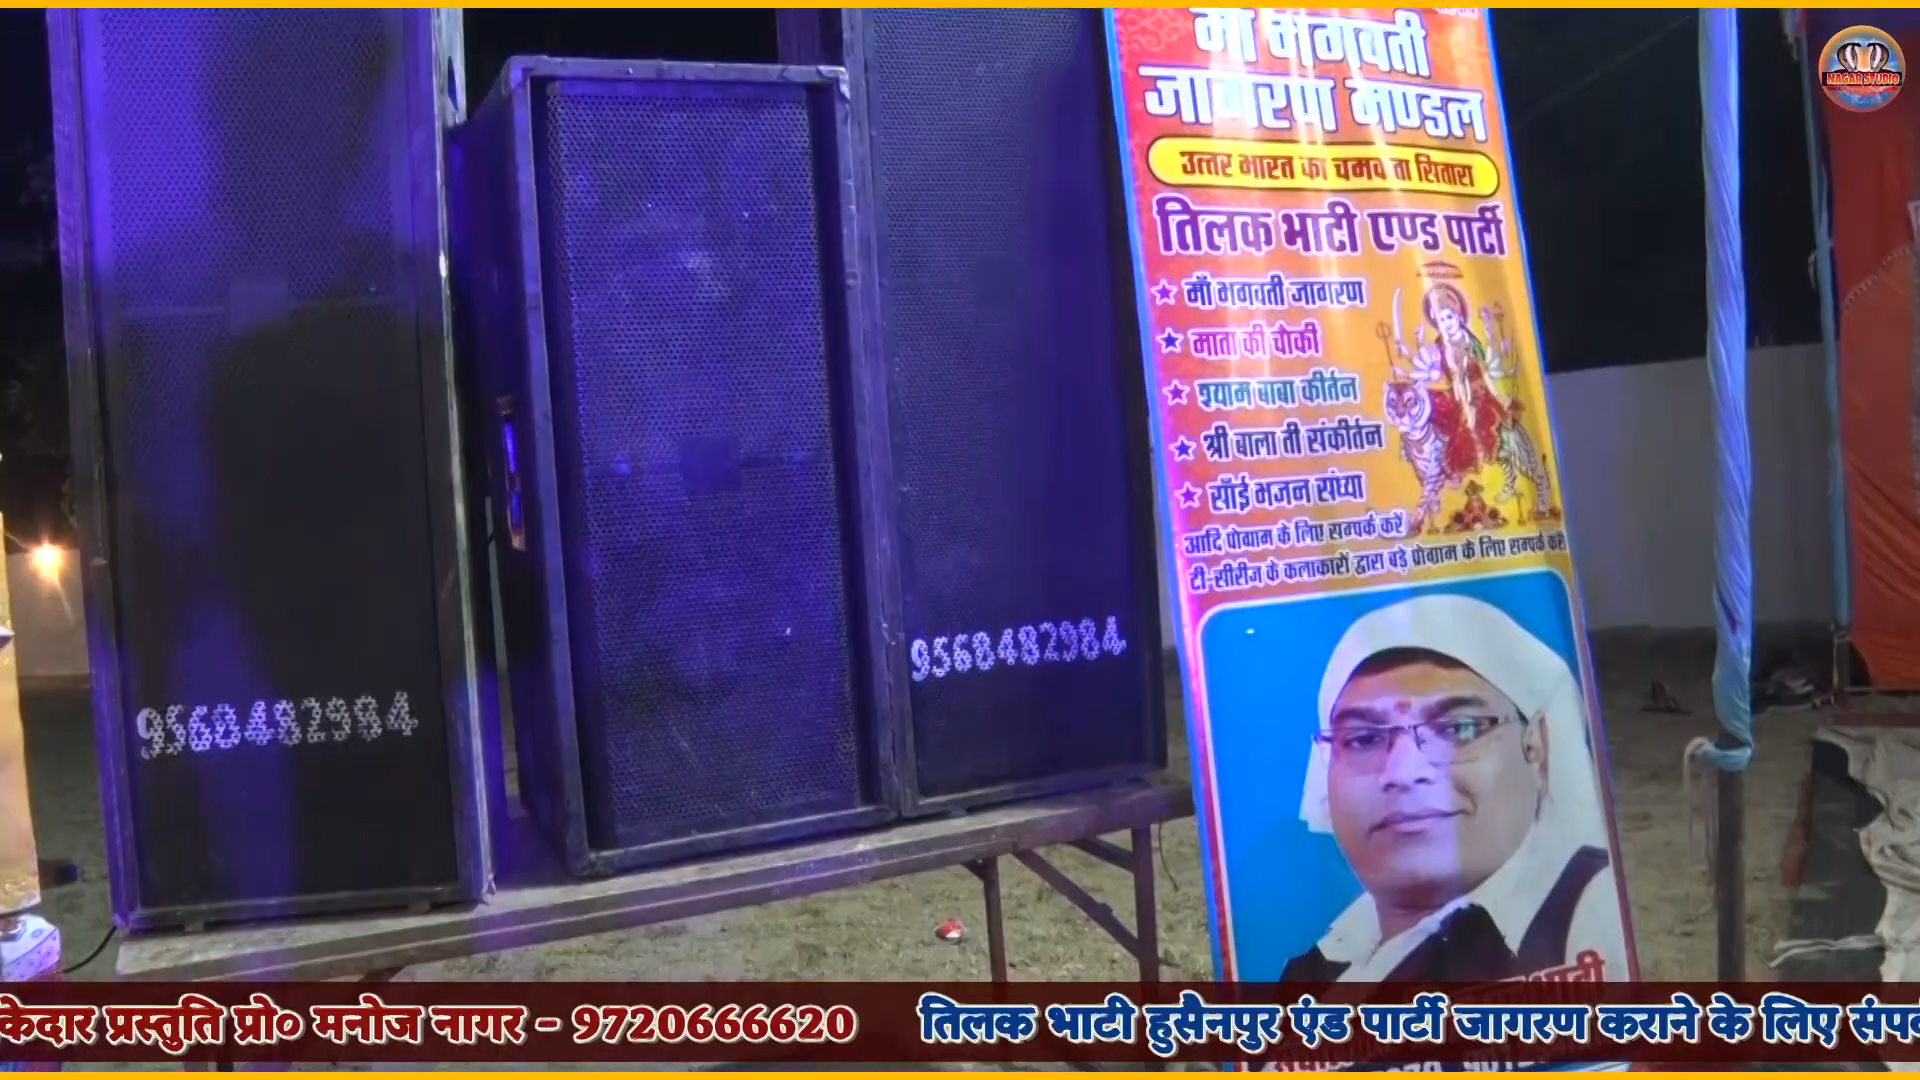 माँ भगवती
जागरण मण्डल
उत्तर भारत का चमकता सितारा
तिलक भाटी एण्ड पार्टी
माँ भगवती जागरण
माता की चौकी
श्याम बाबा कीर्तन
श्री बाला जी संकीर्तन
साँई भजन संध्या
आदि प्रोग्राम के लिए सम्पर्क करें
टी-सीरीज के कलाकारों द्वारा बड़े प्रोग्राम के लिए सम्पर्क करें
9568482984
9568482984
NAGAR STUDIO
केदार प्रस्तुति प्रो० मनोज नागर - 9720666620 तिलक भाटी हुसैनपुर एंड पार्टी जागरण कराने के लिए